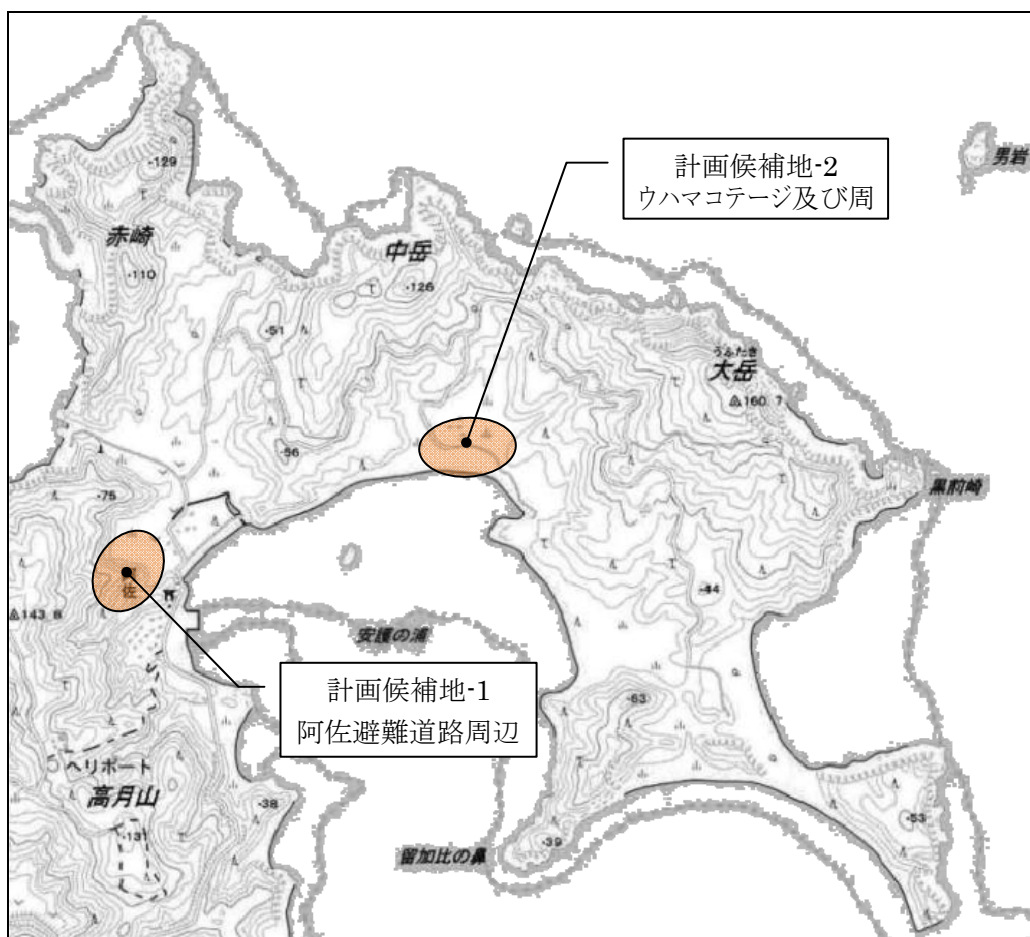 ·129
男岩
計画候補地-2
ウハマコテージ及び周
赤崎
中岳
·110
·126
·51
うふたき
大岳
160.7
·56
黒前崎
·75
佐
143.8
·44
安護の浦
計画候補地-1
阿佐避難道路周辺
·63
ヘリポート
高月山
·38
·53
·131
·39
留加比の鼻